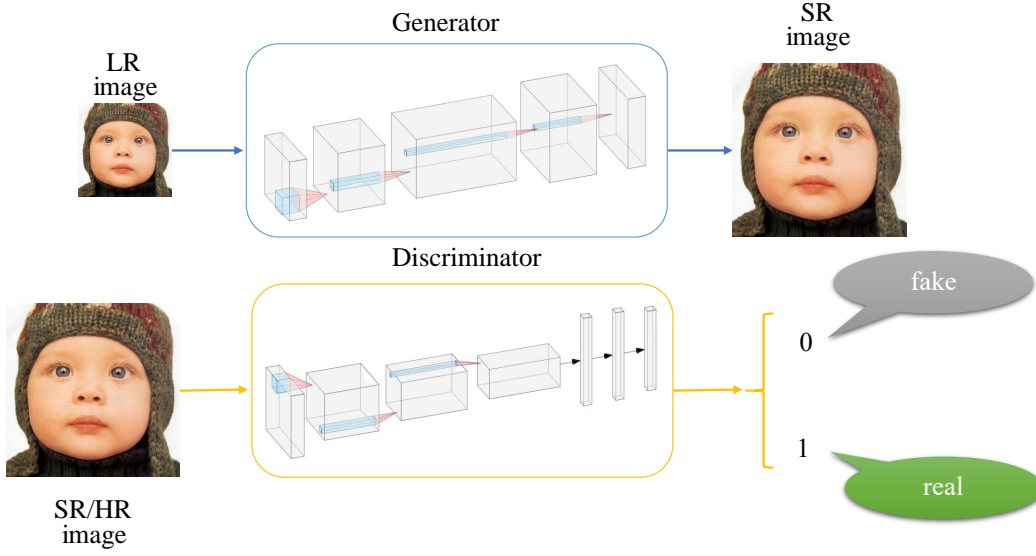 Generator
LR
image
SR
image
Discriminator
fake
0
1
real
SR/HR
image